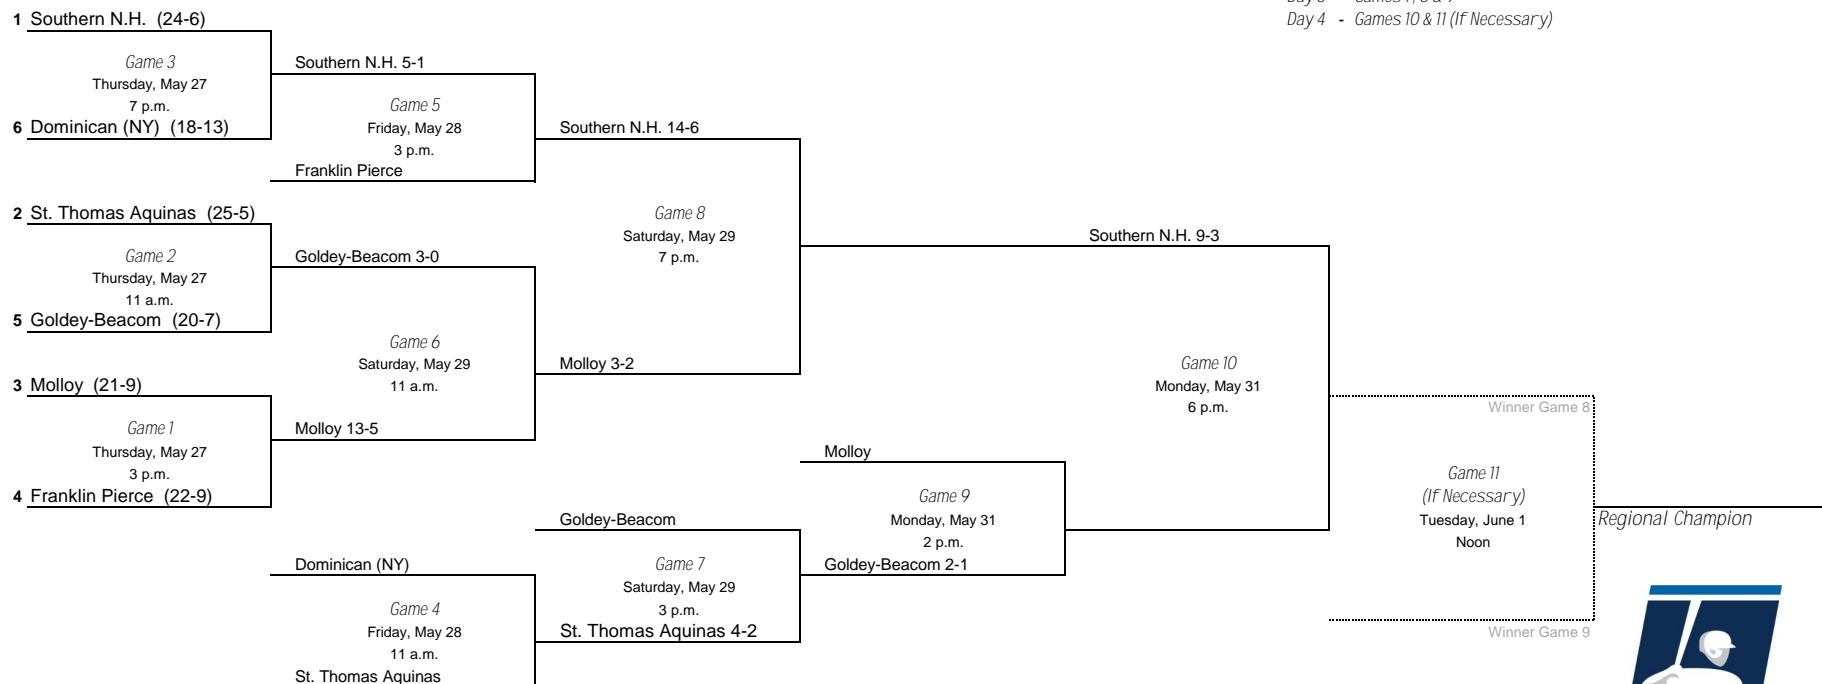 Day 4 - Games 10 & 11 (If Necessary)
1 Southern N.H. (24-6)
Game 3
Thursday, May 27
7 p.m.
6 Dominican (NY) (18-13)
Southern N.H. 5-1
Game 5
Friday, May 28
3 p.m.
Franklin Pierce
Southern N.H. 14-6
2 St. Thomas Aquinas (25-5)
Game 2
Thursday, May 27
11 a.m.
5 Goldey-Beacom (20-7)
Goldey-Beacom 3-0
Game 6
Saturday, May 29
11 a.m.
Molloy 13-5
3 Molloy (21-9)
Game 1
Thursday, May 27
3 p.m.
4 Franklin Pierce (22-9)
Game 8
Saturday, May 29
7 p.m.
Molloy 3-2
Southern N.H. 9-3
Game 10
Monday, May 31
6 p.m.
Molloy
Game 9
Monday, May 31
2 p.m.
Goldey-Beacom 2-1
Goldey-Beacom
Game 7
Saturday, May 29
3 p.m.
St. Thomas Aquinas 4-2
Dominican (NY)
Game 4
Friday, May 28
11 a.m.
St. Thomas Aquinas
Winner Game 8
Game 11
(If Necessary)
Tuesday, June 1
Noon
Winner Game 9
Regional Champion